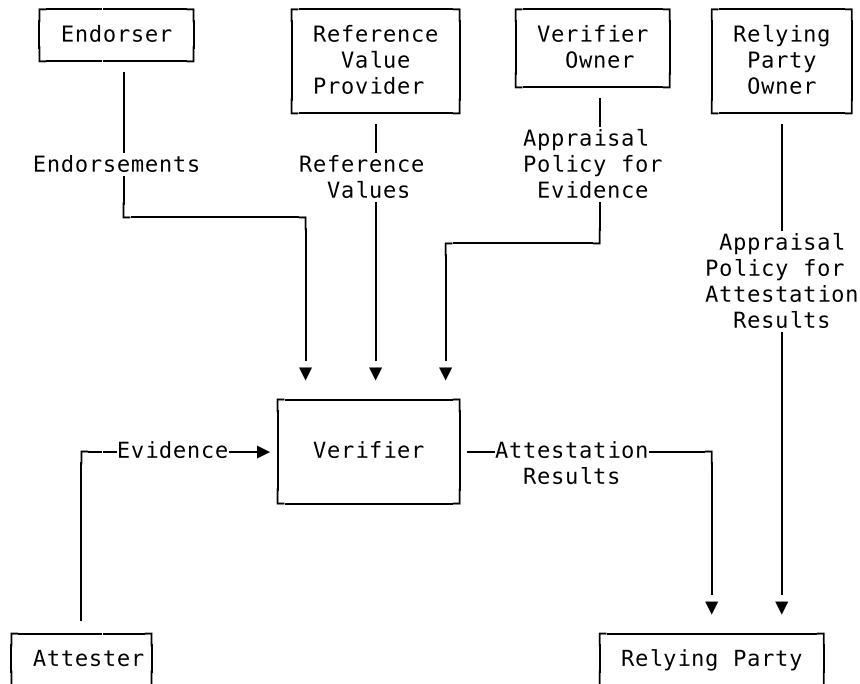 Endorser
Reference
Value
Provider
Verifier
Owner
Relying
Party
Owner
Endorsements
Reference
Values
Appraisal
Policy for
Evidence
Appraisal
Policy for
Attestation
Results
Evidence
Verifier
Attestation
Results
Attester
Relying Party